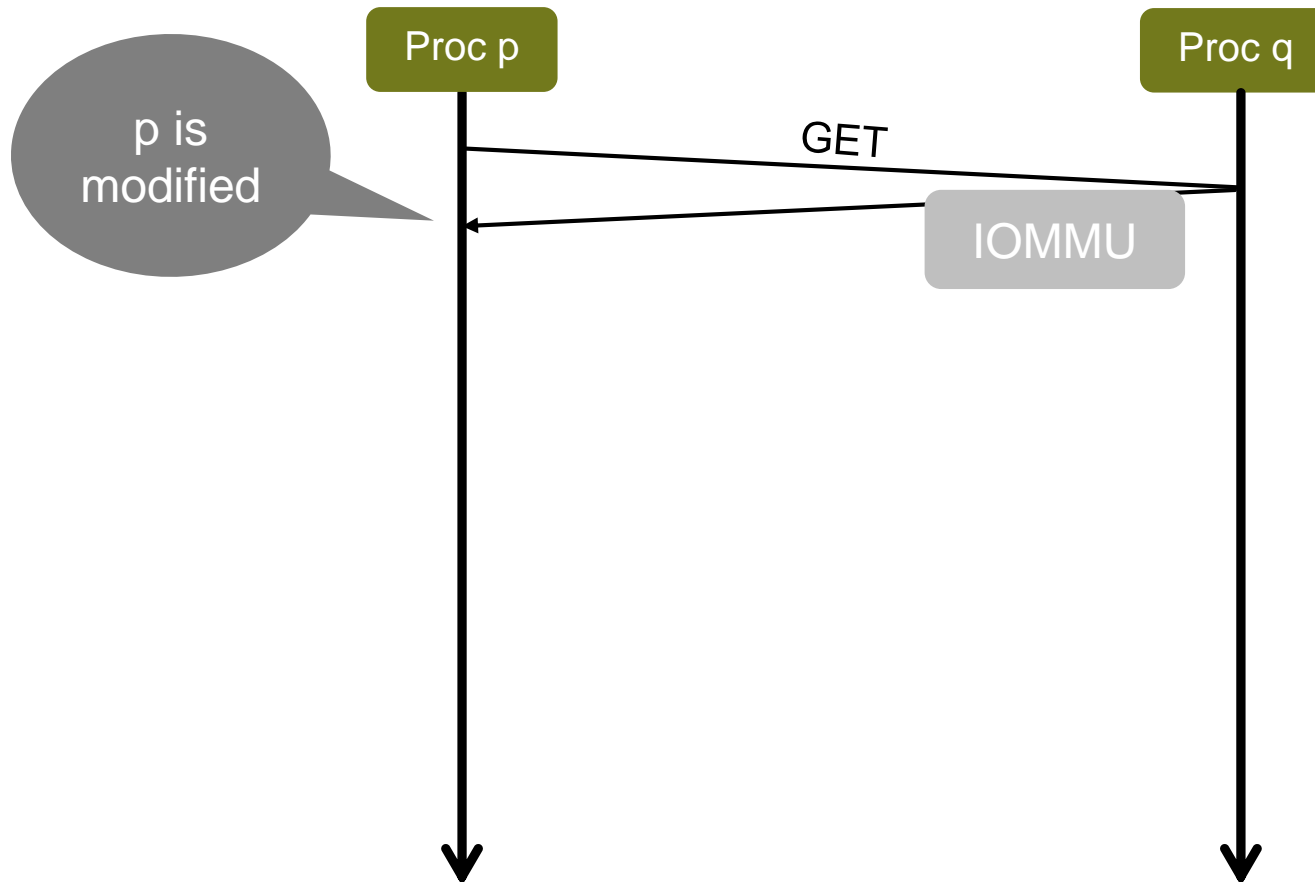 Proc p
Proc q
p is
modified
GET
IOMMU